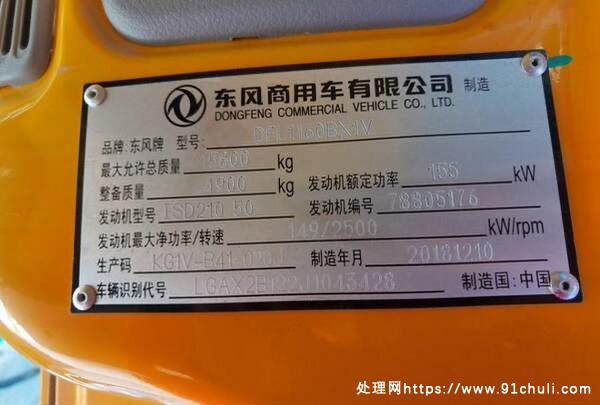 东风商用车有限公司 制造
DONGFENG COMMERCIAL VEHICLE CO., LTD.
品牌: 东风牌 型号: DFL1160BX1V
最大允许总质量 kg
整备质量 kg 发动机额定功率 155 kW
发动机型号 ISD210 50 发动机编号 78805176
发动机最大净功率/转速 149/2500 kW/rpm
生产码 制造年月 20181210
车辆识别代号 制造国: 中国
处理网https://www.91chuli.com/